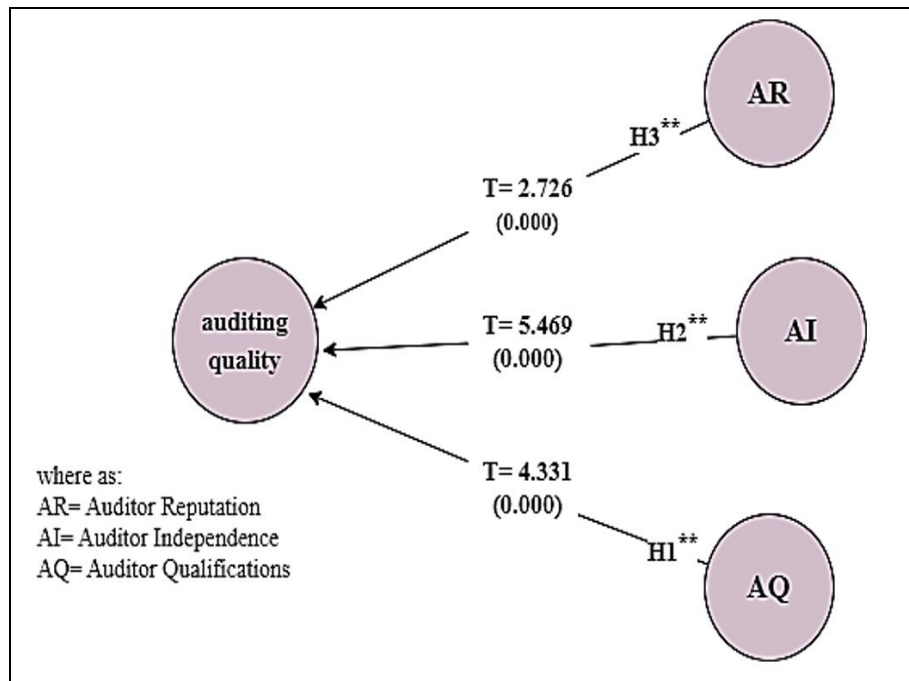 AR
H3**
T= 2.726
(0.000)
auditing
quality
T= 5.469
(0.000)
H2**
AI
T= 4.331
(0.000)
H1**
AQ
where as:
AR= Auditor Reputation
AI= Auditor Independence
AQ= Auditor Qualifications